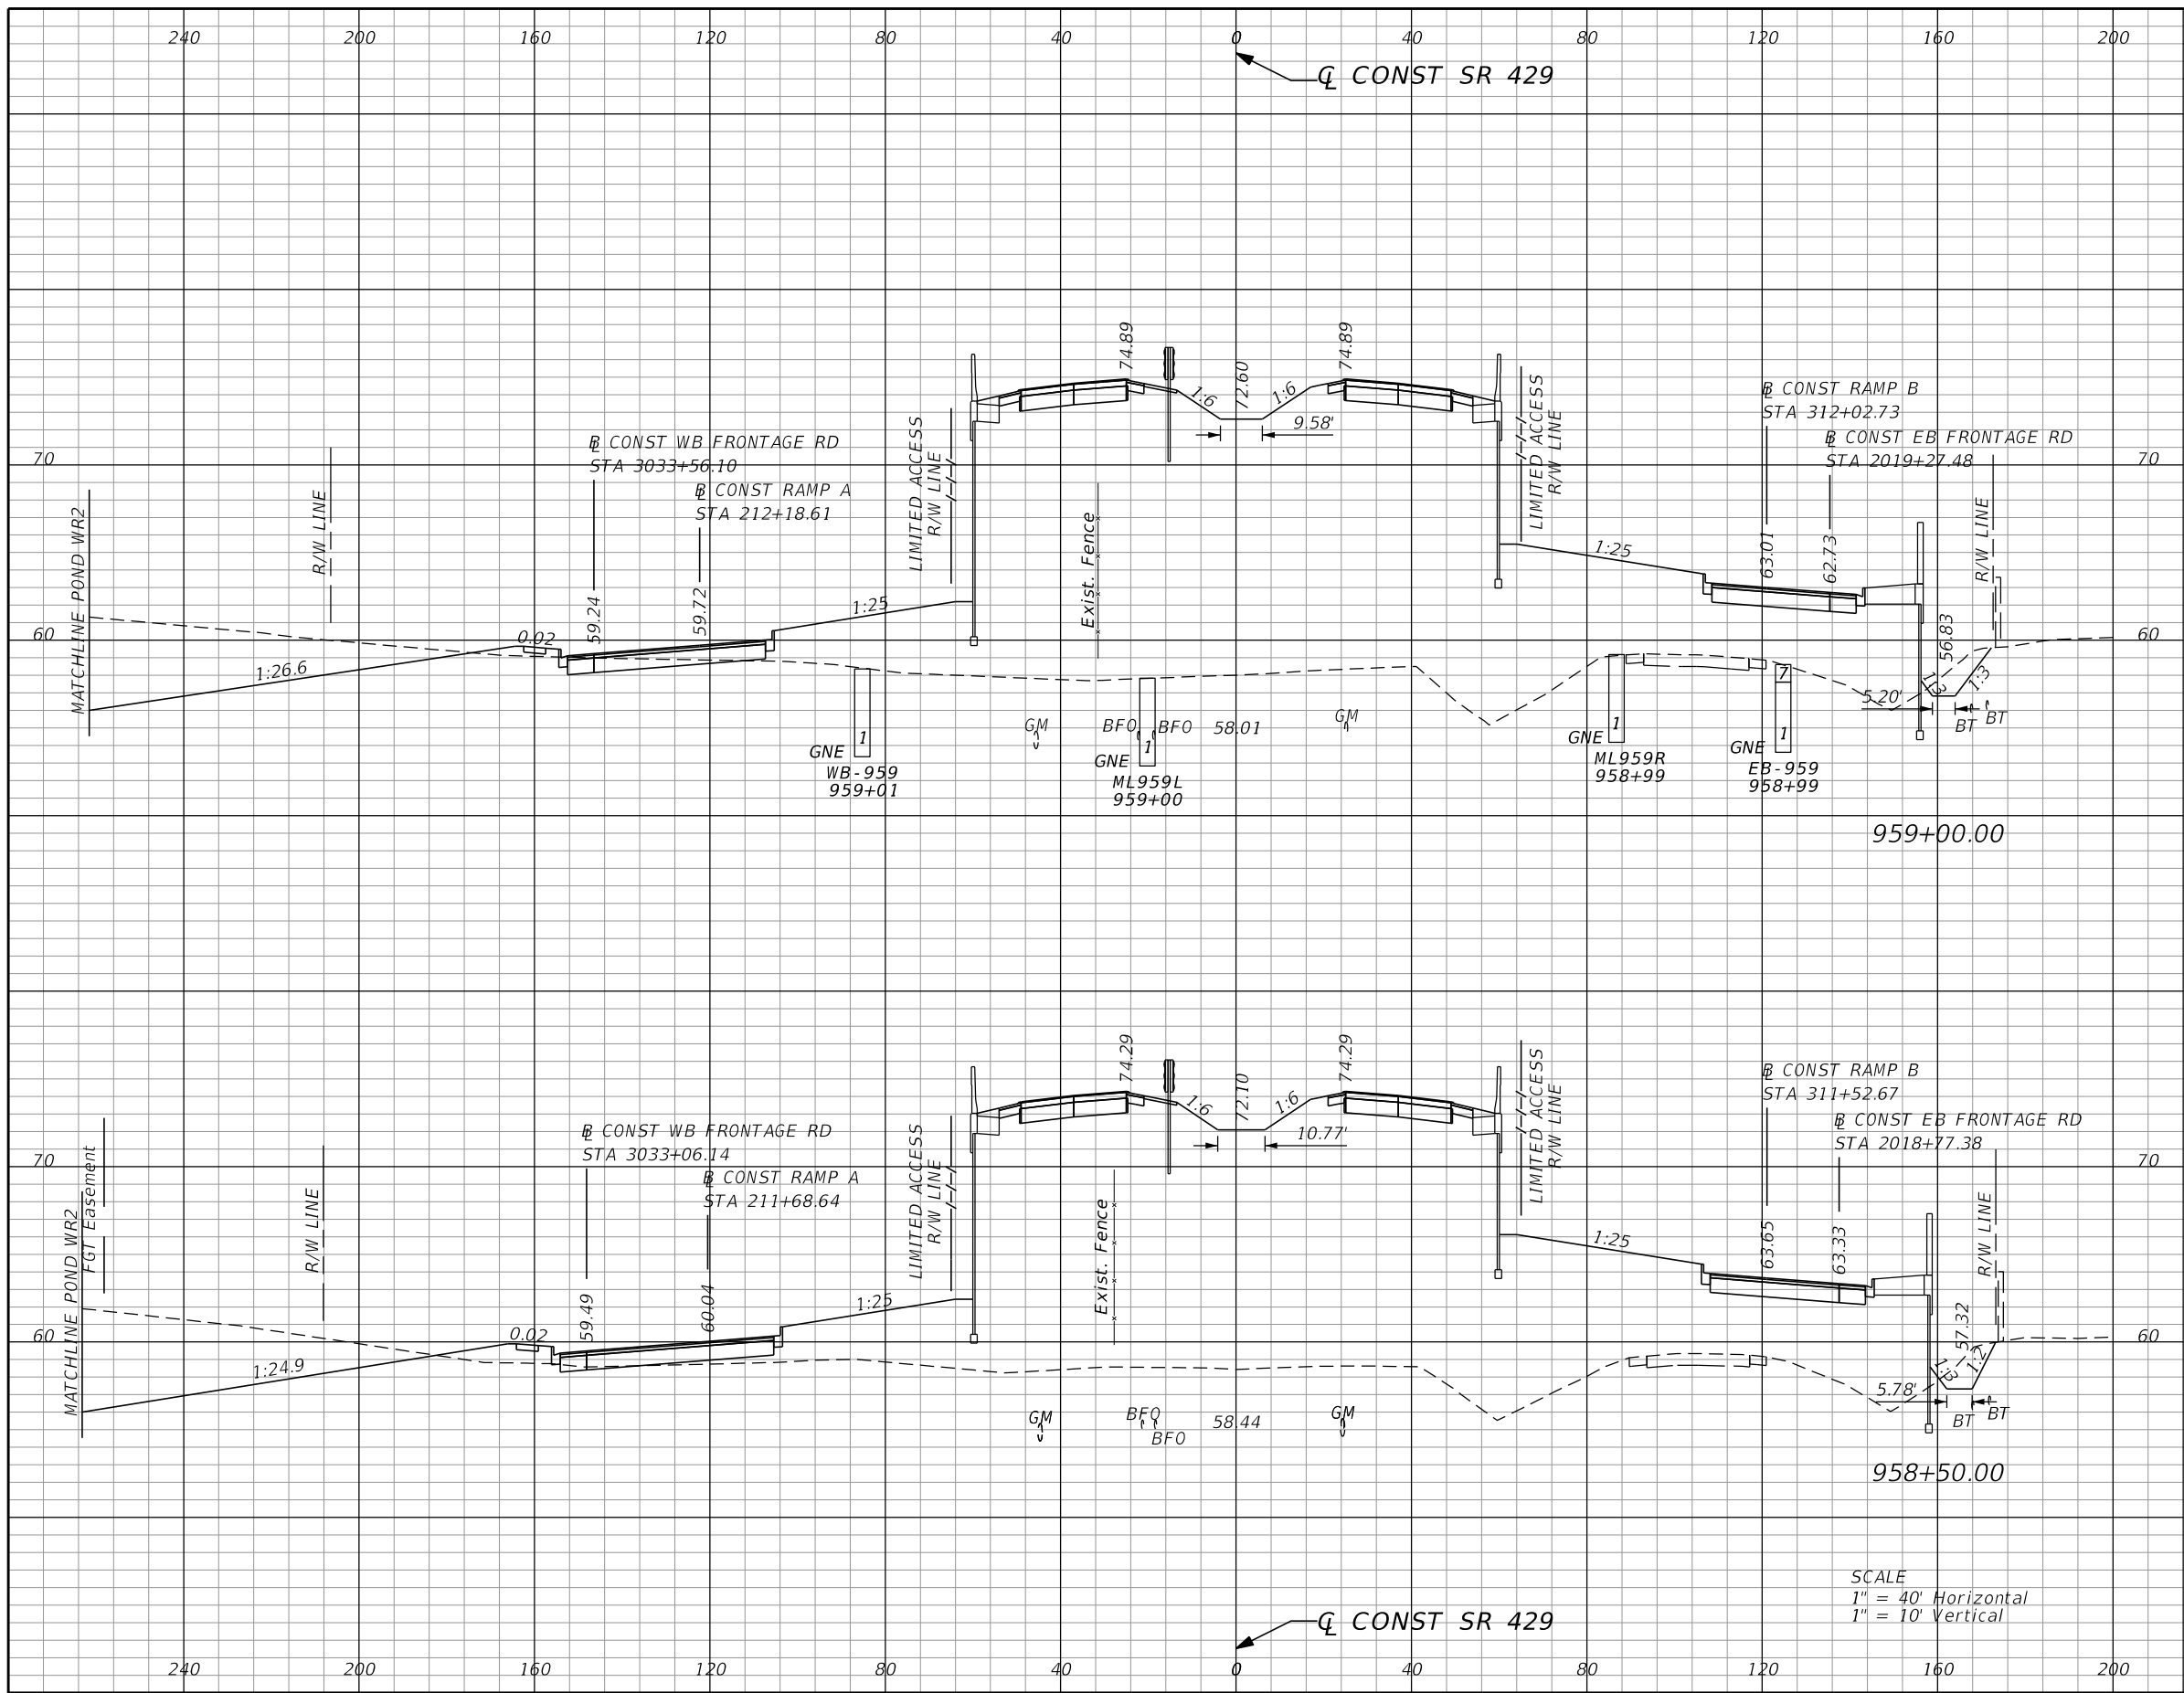 240 200 160 120 80 40 0 40 80 120 160 200
℄ CONST SR 429
74.89
72.60
74.89
1:6
1:6
9.58'
℄ CONST RAMP B
STA 312+02.73
B CONST EB FRONTAGE RD
STA 2019+27.48
B CONST WB FRONTAGE RD
STA 3033+56.10
B CONST RAMP A
STA 212+18.61
LIMITED ACCESS
R/W LINE
LIMITED ACCESS
R/W LINE
70
70
MATCHLINE POND WR2
R/W LINE
Exist. Fence
R/W LINE
1:25
63.01
62.73
59.24
59.72
1:25
60
60
0.02
1:26.6
56.83
1:3
1:3
5.20'
BT
BT
GM
BFO
BFO
58.01
GM
1
GNE
WB-959
959+01
1
GNE
ML959L
959+00
1
GNE
ML959R
958+99
7
1
GNE
EB-959
958+99
959+00.00
74.29
72.10
74.29
1:6
1:6
10.77'
B CONST RAMP B
STA 311+52.67
B CONST EB FRONTAGE RD
STA 2018+77.38
B CONST WB FRONTAGE RD
STA 3033+06.14
B CONST RAMP A
STA 211+68.64
LIMITED ACCESS
R/W LINE
LIMITED ACCESS
R/W LINE
70
70
MATCHLINE POND WR2
FGT Easement
R/W LINE
Exist. Fence
R/W LINE
1:25
63.65
63.33
59.49
60.04
1:25
60
60
0.02
1:24.9
57.32
1:3
1:2
5.78'
BT
BT
GM
BFO
BFO
58.44
GM
958+50.00
SCALE
1" = 40' Horizontal
1" = 10' Vertical
℄ CONST SR 429
240 200 160 120 80 40 0 40 80 120 160 200